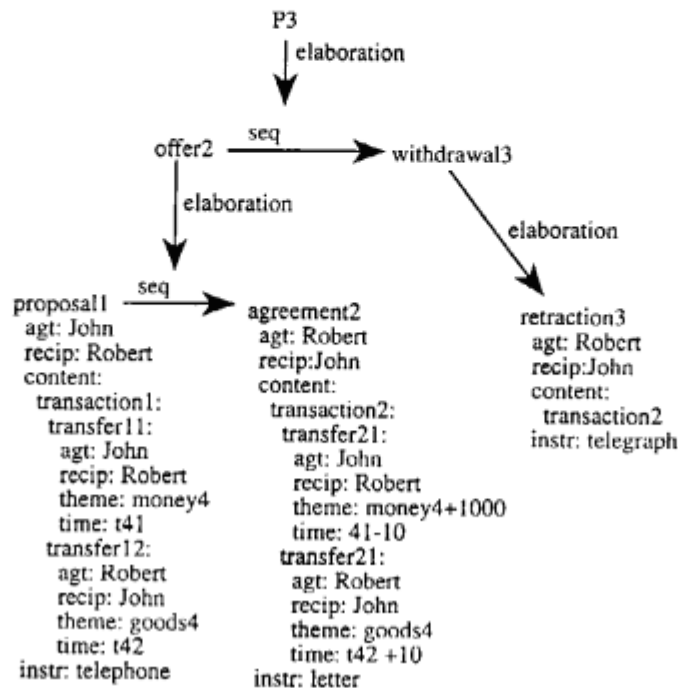 P3
elaboration
offer2
seq
withdrawal3
elaboration
elaboration
proposal1
seq
agt: John
recip: Robert
content:
transaction1:
transfer11:
agt: John
recip: Robert
theme: money4
time: t41
transfer12:
agt: Robert
recip: John
theme: goods4
time: t42
instr: telephone
agreement2
agt: Robert
recip:John
content:
transaction2:
transfer21:
agt: John
recip: Robert
theme: money4+1000
time: 41-10
transfer21:
agt: Robert
recip: John
theme: goods4
time: t42 +10
instr: letter
retraction3
agt: Robert
recip:John
content:
transaction2
instr: telegraph